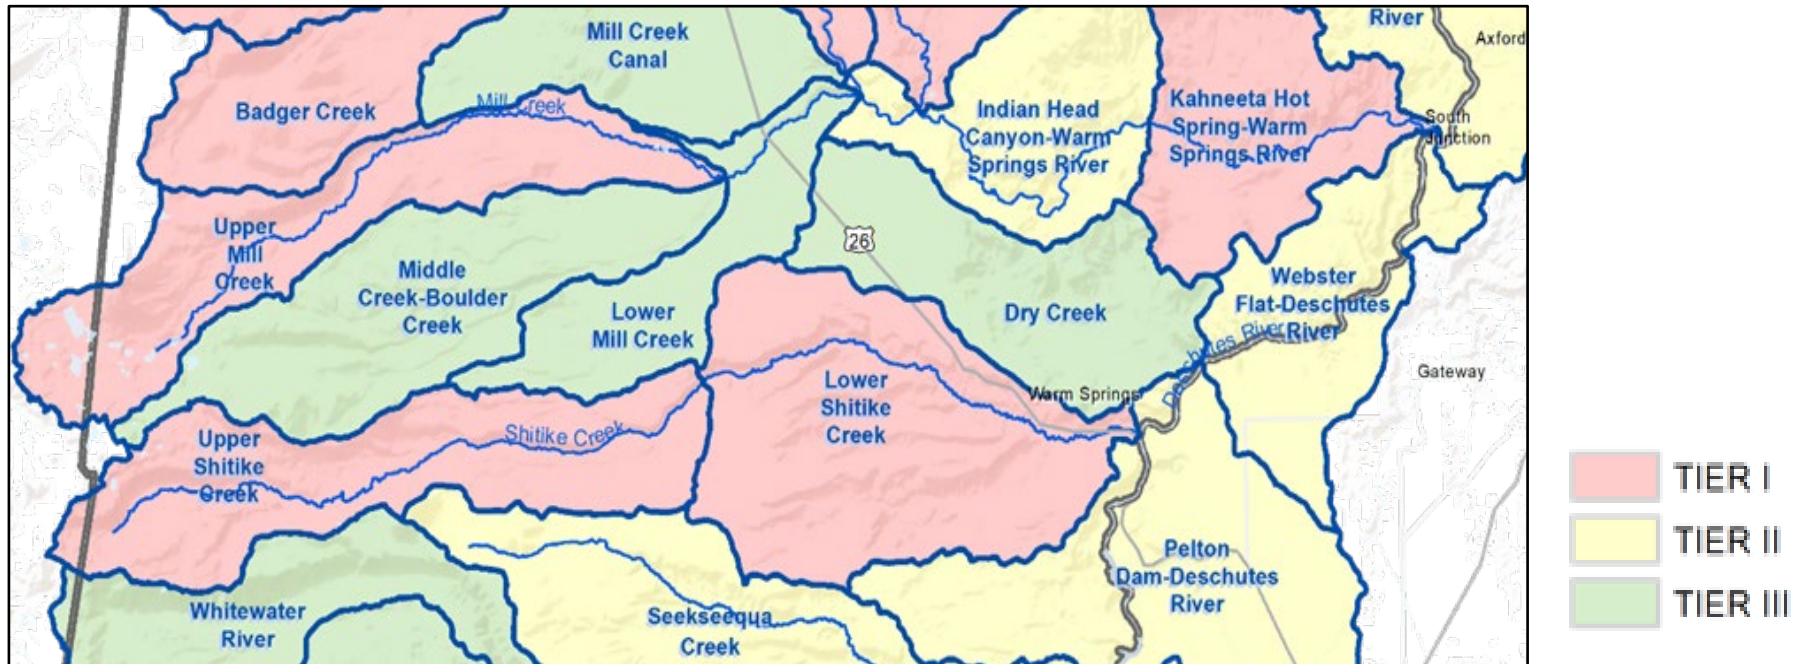 River
Axford
Mill Creek
Canal
Badger Creek
Mill Creek
Indian Head
Canyon-Warm
Springs River
Kahneeta Hot
Spring-Warm
Springs River
South
Junction
Upper
Mill
Creek
26
Middle
Creek-Boulder
Creek
Lower
Mill Creek
Dry Creek
Webster
Flat-Deschutes
River
Deschutes River
Gateway
Warm Springs
Lower
Shitike
Creek
Upper
Shitike
Creek
Shitike Creek
Pelton
Dam-Deschutes
River
Whitewater
River
Seekseequa
Creek
TIER I
TIER II
TIER III